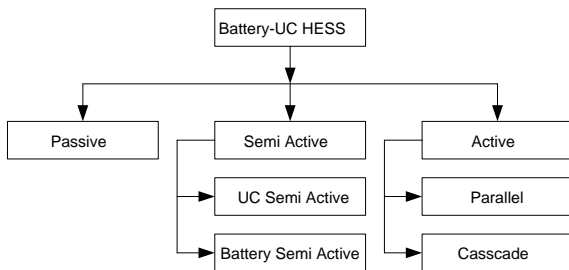 Battery-UC HESS
Passive
Semi Active
Active
UC Semi Active
Parallel
Battery Semi Active
Casscade